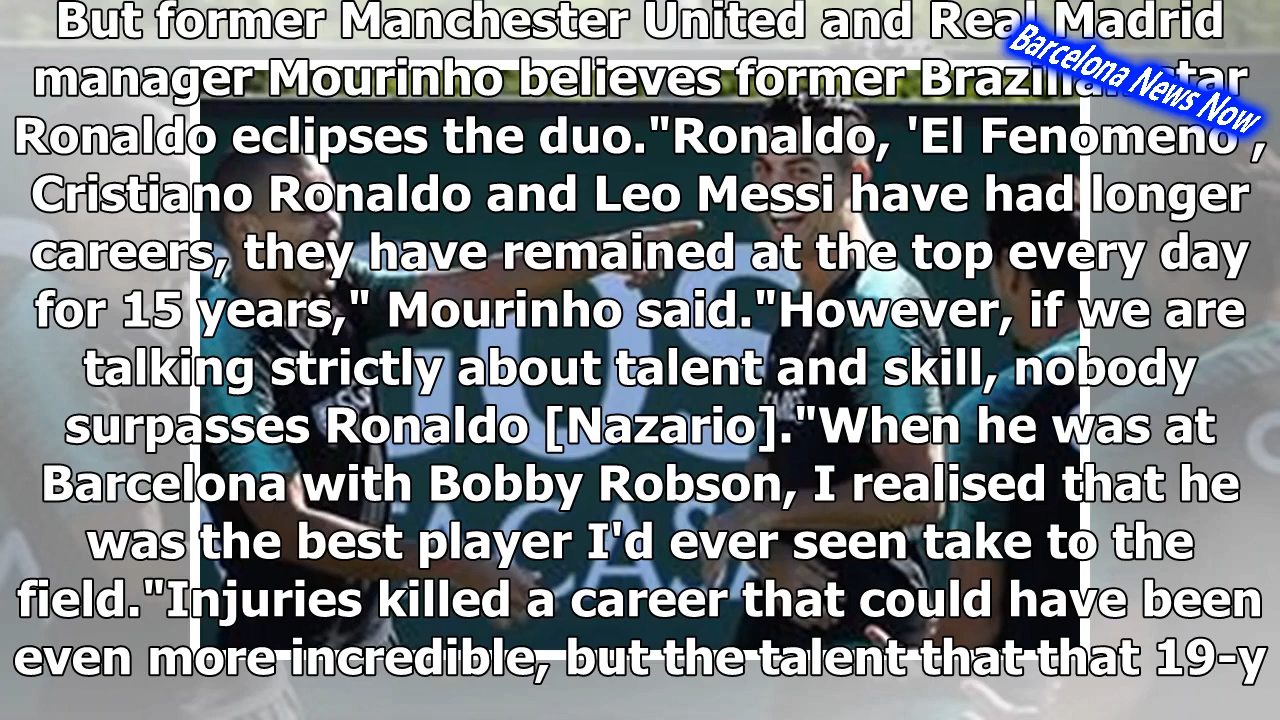 But former Manchester United and Real Madrid
manager Mourinho believes former Brazilian star
Ronaldo eclipses the duo."Ronaldo, 'El Fenomeno',
Cristiano Ronaldo and Leo Messi have had longer
careers, they have remained at the top every day
for 15 years," Mourinho said."However, if we are
talking strictly about talent and skill, nobody
surpasses Ronaldo [Nazario]."When he was at
Barcelona with Bobby Robson, I realised that he
was the best player I'd ever seen take to the
field."Injuries killed a career that could have been
even more incredible, but the talent that that 19-y
Barcelona News Now